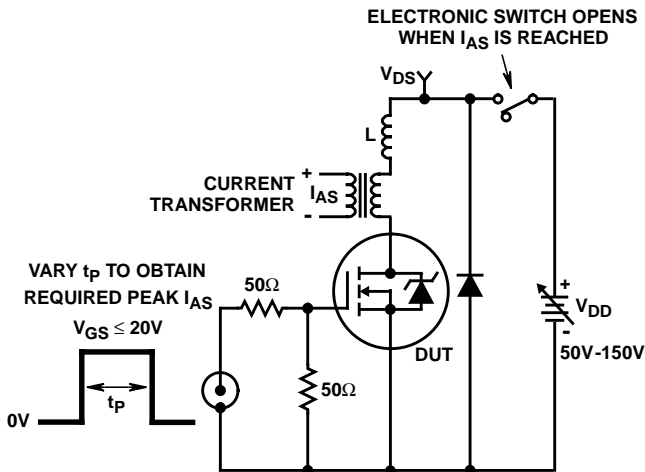 ELECTRONIC SWITCH OPENS
WHEN IAS IS REACHED
VDS
L
CURRENT
TRANSFORMER
+
IAS
-
VARY tP TO OBTAIN
REQUIRED PEAK IAS
50Ω
VGS ≤ 20V
DUT
+
VDD
-
50V-150V
50Ω
0V
tP